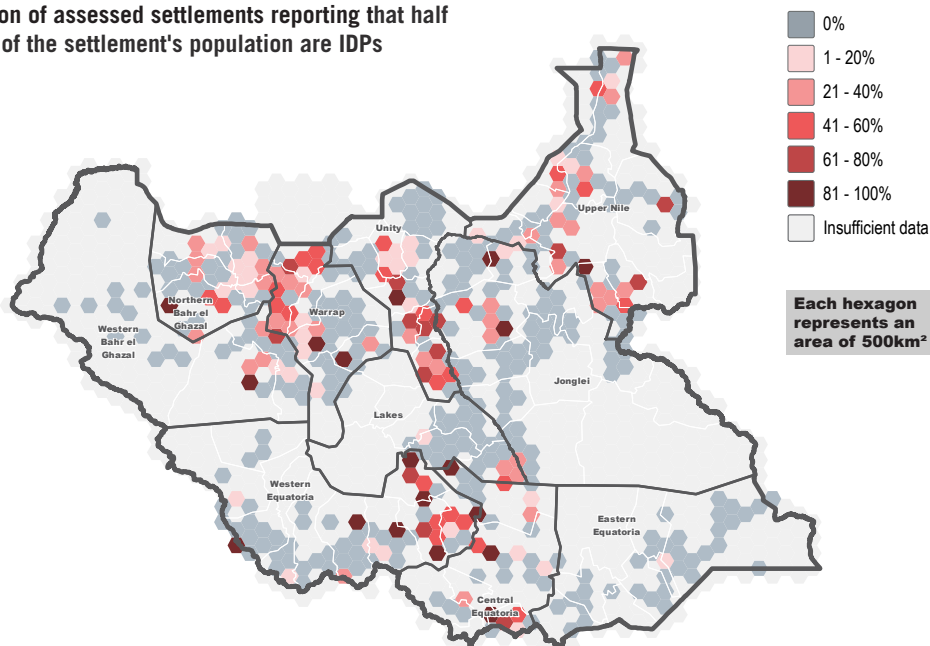 on of assessed settlements reporting that half
of the settlement's population are IDPs
0%
1 - 20%
21 - 40%
41 - 60%
61 - 80%
81 - 100%
Insufficient data
Each hexagon
represents an
area of 500km²
Upper Nile
Unity
Northern
Bahr el
Ghazal
Warrap
Western
Bahr el
Ghazal
Jonglei
Lakes
Western
Equatoria
Eastern
Equatoria
Central
Equatoria